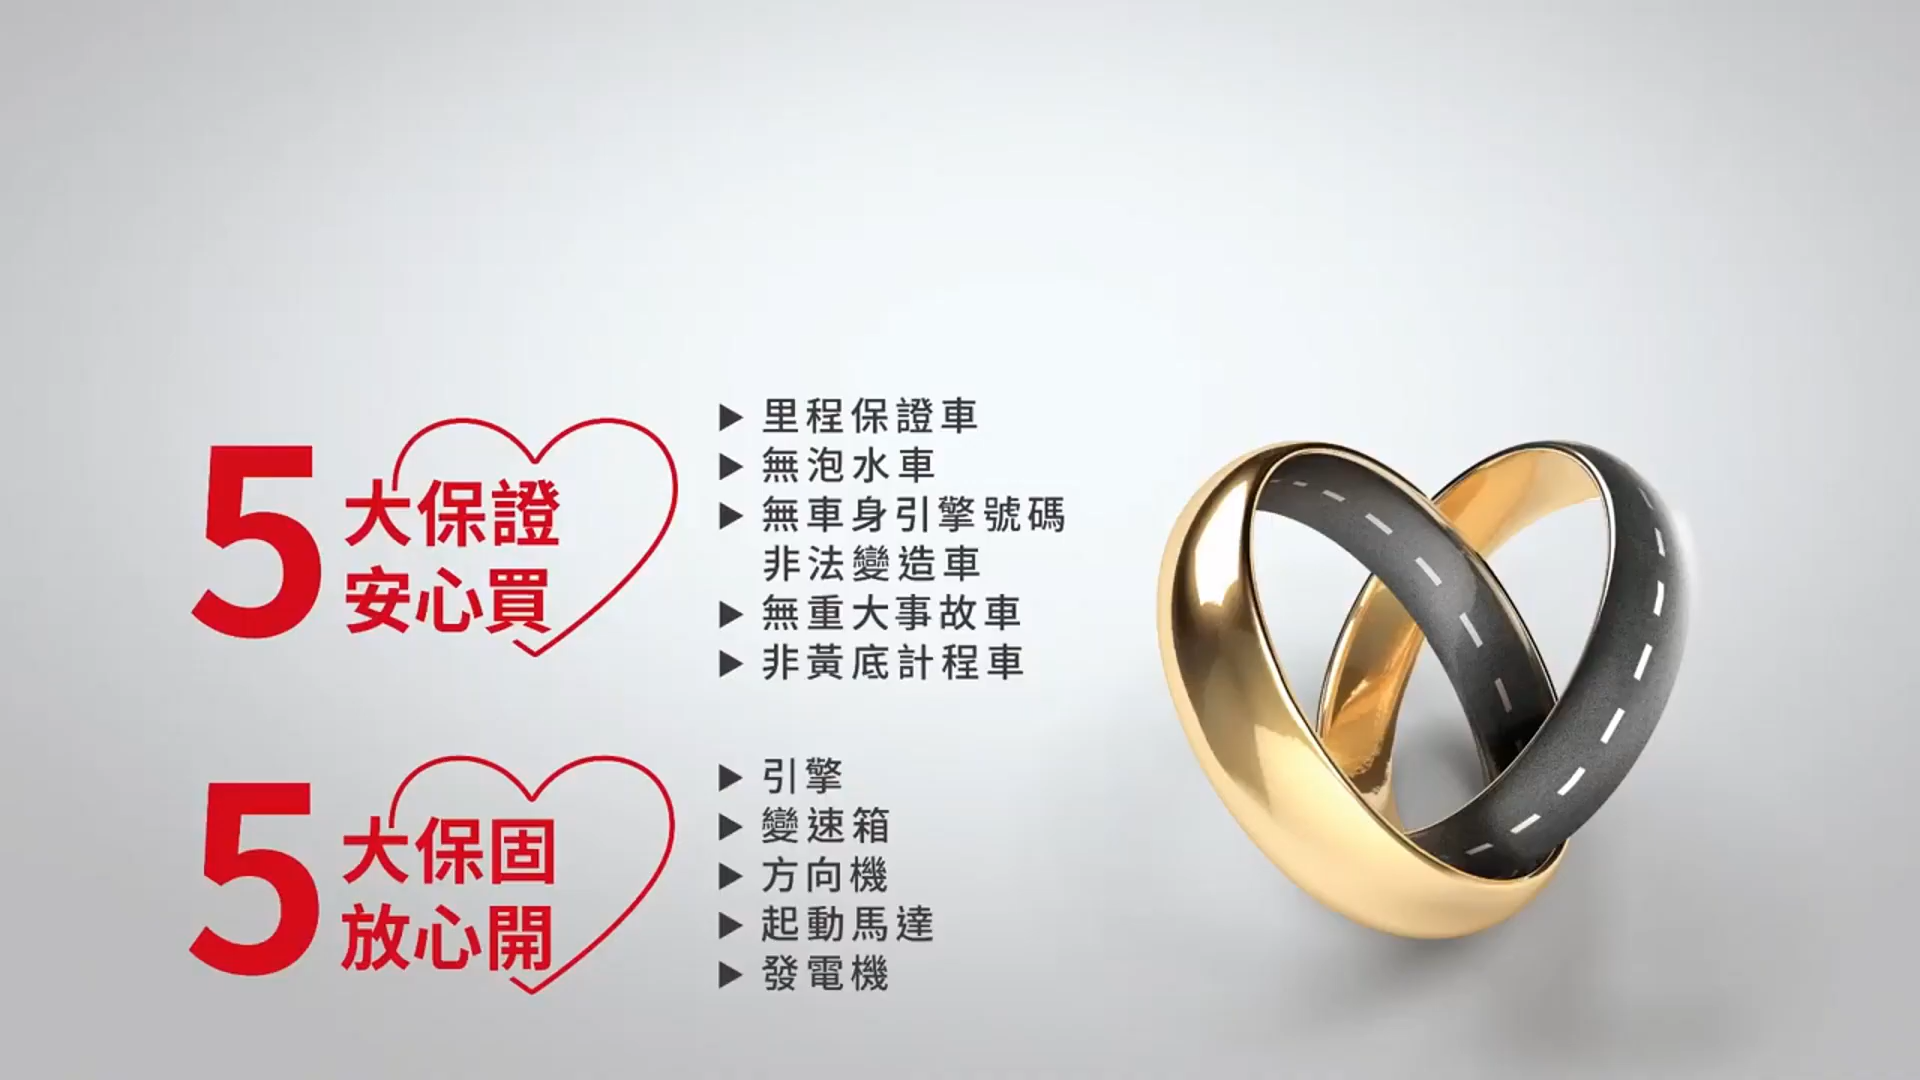 5大保證
安心買
▶ 里程保證車
▶ 無泡水車
▶ 無車身引擎號碼
非法變造車
▶ 無重大事故車
▶ 非黃底計程車
5大保固
放心開
▶ 引擎
▶ 變速箱
▶ 方向機
▶ 起動馬達
▶ 發電機